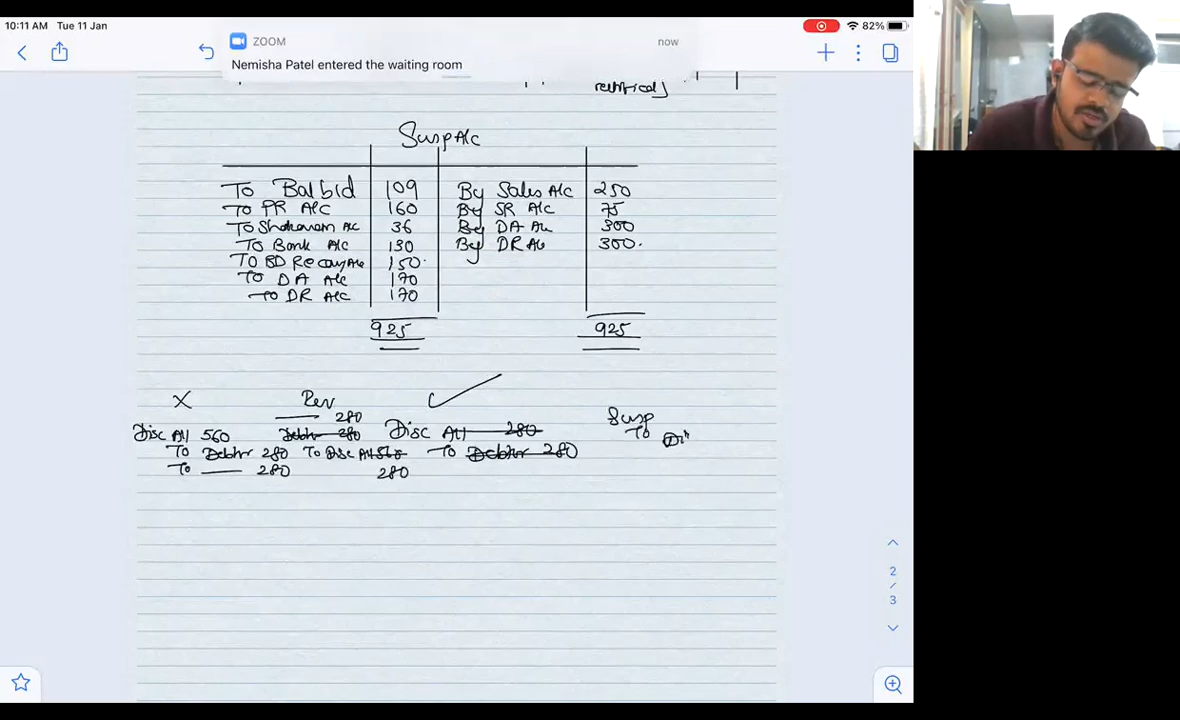 10:11 AM Tue 11 Jan
82%
ZOOM
now
Nemisha Patel entered the waiting room
Susp A/c
To Bal b/d 109 By Sales A/c 250
To PR A/c 160 By SR A/c 75
To Shokaram A/c 36 By DA A/c 300
To Bank A/c 130 By DR A/c 300
To BD Recovery A/c 150
To DA A/c 170
To DR A/c 170
925 925
X Rev
280
Disc All 560 Debtor 280 Disc All 280 Susp
To Debtor 280 To Disc All 560 To Debtor 280 To Di
To 280 280
2
/
3